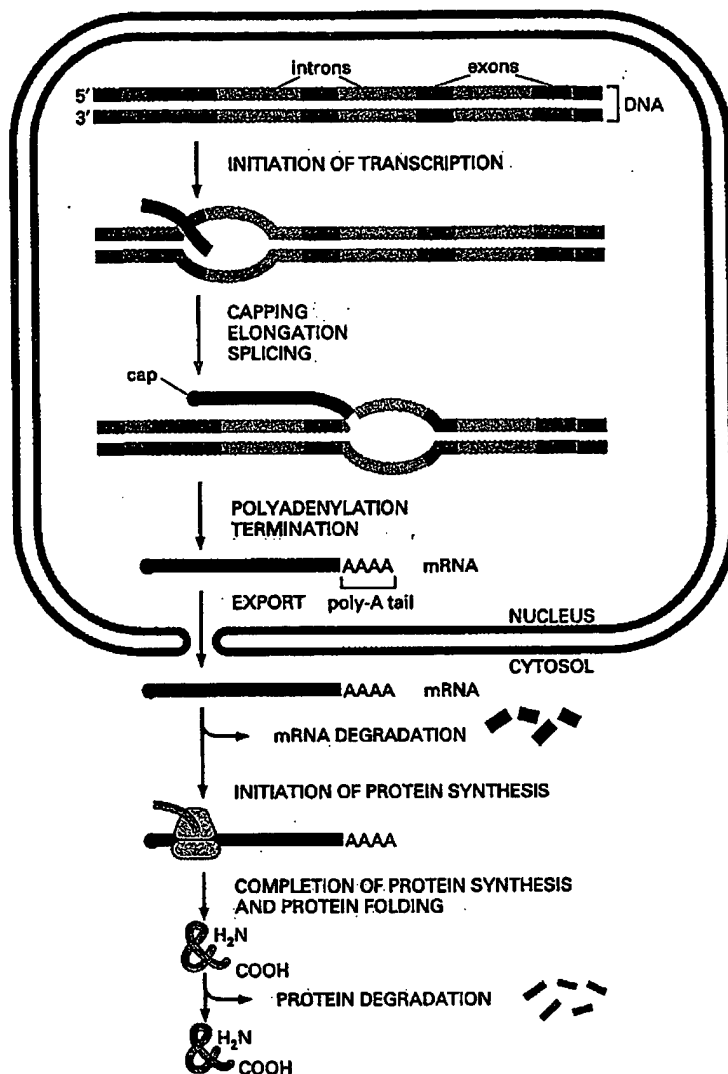 introns
exons
5′
3′
DNA
INITIATION OF TRANSCRIPTION
CAPPING
ELONGATION
SPLICING
cap
POLYADENYLATION
TERMINATION
AAAA mRNA
EXPORT poly-A tail
NUCLEUS
CYTOSOL
AAAA mRNA
mRNA DEGRADATION
INITIATION OF PROTEIN SYNTHESIS
AAAA
COMPLETION OF PROTEIN SYNTHESIS
AND PROTEIN FOLDING
H₂N
COOH
PROTEIN DEGRADATION
H₂N
COOH